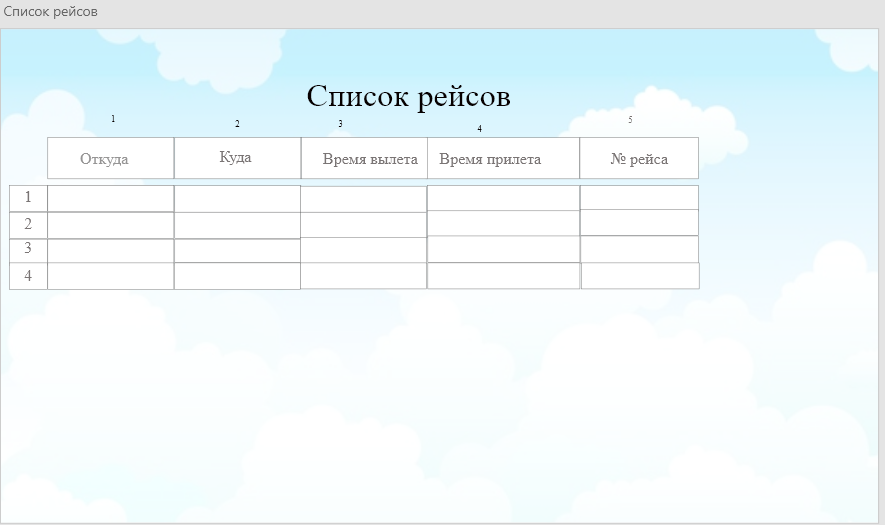 Список рейсов
Список рейсов
1 2 3 4 5
Откуда Куда Время вылета Время прилета № рейса
1
2
3
4